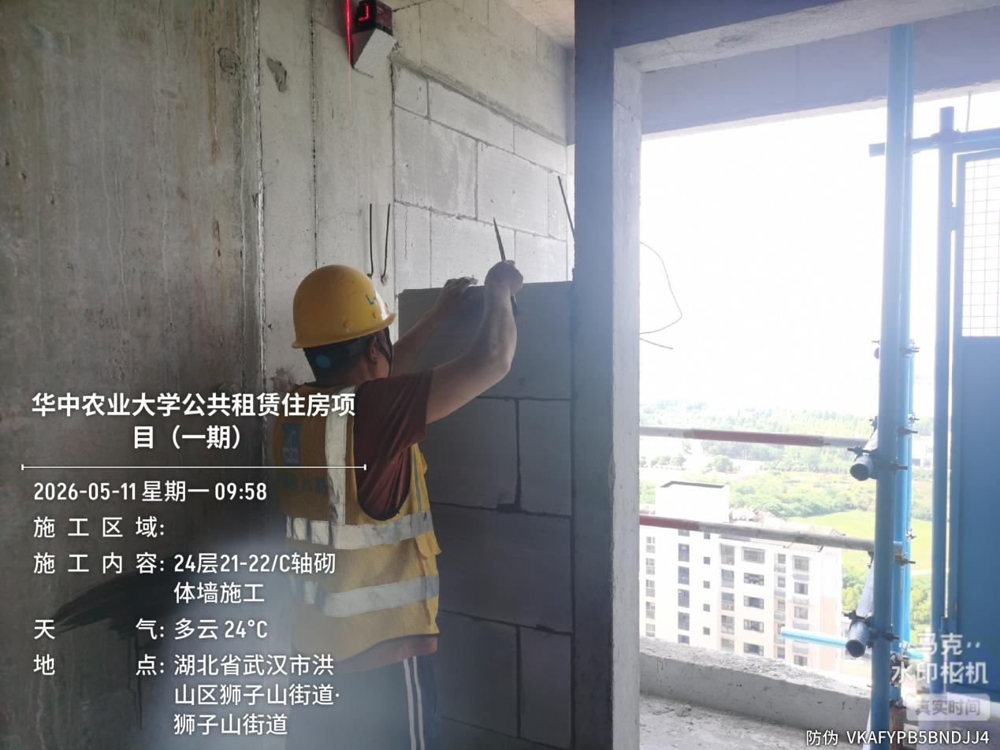 华中农业大学公共租赁住房项
目（一期）
2026-05-11 星期一 09:58
施工区域:
施工内容: 24层21-22/C轴砌
体墙施工
天气: 多云 24°C
地点: 湖北省武汉市洪
山区狮子山街道·
狮子山街道
马克
水印相机
真实时间
防伪 VKAFYPB5BNDJJ4